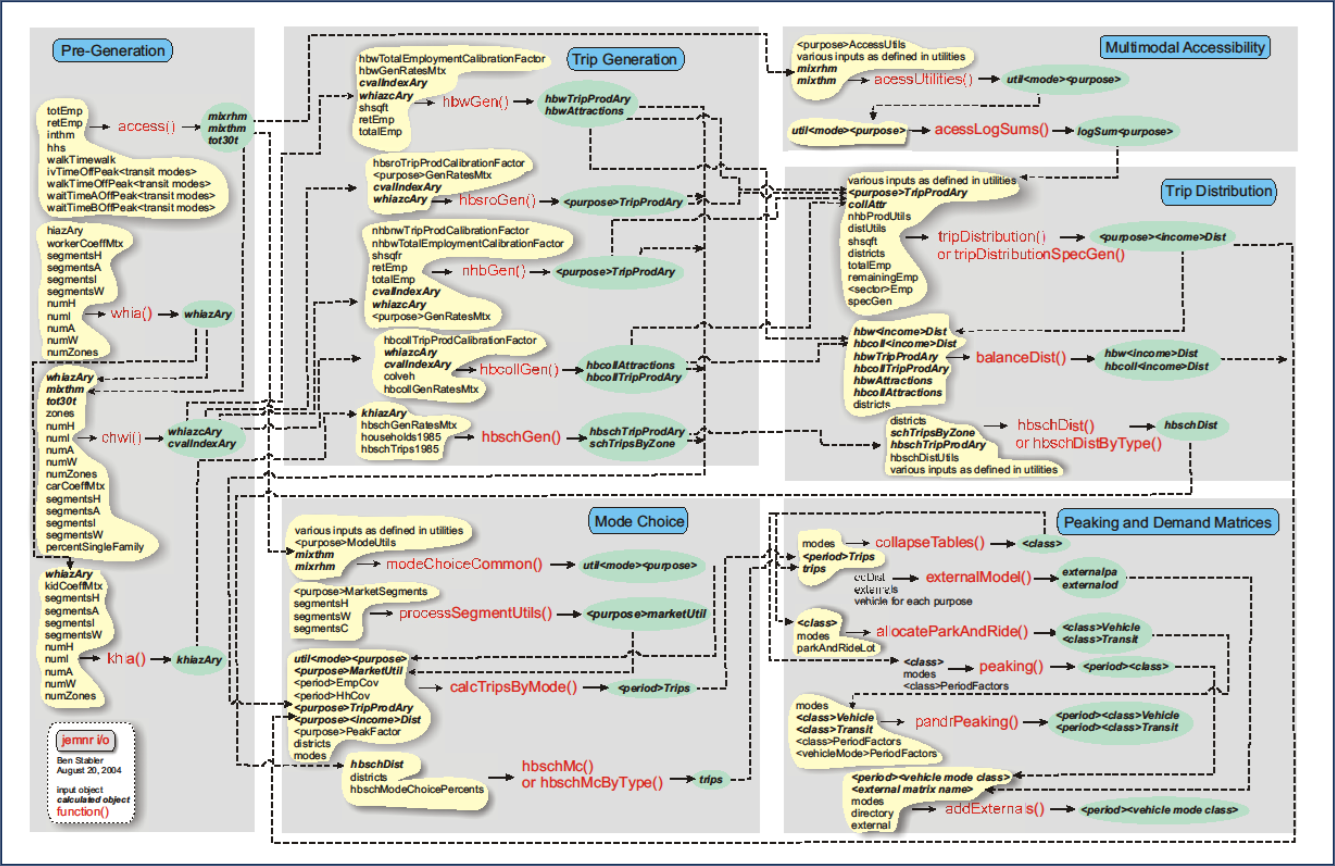 Pre-Generation
totEmp
retEmp
inthm
hhs
walkTimewalk
ivTimeOffPeak<transit modes>
walkTimeOffPeak<transit modes>
waitTimeAOffPeak<transit modes>
waitTimeBOffPeak<transit modes>
access()
mixrhm
mixthm
tot30t
hiazAry
workerCoeffMtx
segmentsH
segmentsA
segmentsI
segmentsW
numH
numI
numA
numW
numZones
whia()
whiazAry
whiazAry
mixthm
tot30t
zones
numH
numI
numA
numW
numZones
carCoeffMtx
segmentsH
segmentsA
segmentsI
segmentsW
percentSingleFamily
chwi()
whiazcAry
cvalIndexAry
whiazAry
kidCoeffMtx
segmentsH
segmentsA
segmentsI
segmentsW
numH
numI
numA
numW
numZones
khia()
khiazAry
jemnr i/o
Ben Stabler
August 20, 2004
input object
calculated object
function()
Trip Generation
hbwTotalEmploymentCalibrationFactor
hbwGenRatesMtx
cvalIndexAry
whiazcAry
shsqft
retEmp
totalEmp
hbwGen()
hbwTripProdAry
hbwAttractions
hbsroTripProdCalibrationFactor
<purpose>GenRatesMtx
cvalIndexAry
whiazcAry
hbsroGen()
<purpose>TripProdAry
nhbnwTripProdCalibrationFactor
nhbwTotalEmploymentCalibrationFactor
shsqfr
retEmp
totalEmp
cvalIndexAry
whiazcAry
<purpose>GenRatesMtx
nhbGen()
<purpose>TripProdAry
hbcollTripProdCalibrationFactor
whiazcAry
cvalIndexAry
colveh
hbcollGenRatesMtx
hbcollGen()
hbcollAttractions
hbcollTripProdAry
khiazAry
hbschGenRatesMtx
households1985
hbschTrips1985
hbschGen()
hbschTripProdAry
schTripsByZone
Multimodal Accessibility
<purpose>AccessUtils
various inputs as defined in utilities
mixrhm
mixthm
acessUtilities()
util<mode><purpose>
util<mode><purpose>
acessLogSums()
logSum<purpose>
Trip Distribution
various inputs as defined in utilities
<purpose>TripProdAry
collAttr
nhbProdUtils
distUtils
shsqft
districts
totalEmp
remainingEmp
<sector>Emp
specGen
tripDistribution()
or tripDistributionSpecGen()
<purpose><income>Dist
hbw<income>Dist
hbcoll<income>Dist
hbwTripProdAry
hbcollTripProdAry
hbwAttractions
hbcollAttractions
districts
balanceDist()
hbw<income>Dist
hbcoll<income>Dist
districts
schTripsByZone
hbschTripProdAry
hbschDistUtils
various inputs as defined in utilities
hbschDist()
or hbschDistByType()
hbschDist
Mode Choice
various inputs as defined in utilities
<purpose>ModeUtils
mixthm
mixrhm
modeChoiceCommon()
util<mode><purpose>
<purpose>MarketSegments
segmentsH
segmentsW
segmentsC
processSegmentUtils()
<purpose>marketUtil
util<mode><purpose>
<purpose>MarketUtil
<period>EmpCov
<period>HhCov
<purpose>TripProdAry
<purpose><income>Dist
<purpose>PeakFactor
districts
modes
calcTripsByMode()
<period>Trips
hbschDist
districts
hbschModeChoicePercents
hbschMc()
or hbschMcByType()
trips
Peaking and Demand Matrices
modes
<period>Trips
trips
collapseTables()
<class>
externals
vehicle for each purpose
externalModel()
externalpa
externalod
<class>
modes
parkAndRideLot
allocateParkAndRide()
<class>Vehicle
<class>Transit
<class>
modes
<class>PeriodFactors
peaking()
<period><class>
modes
<class>Vehicle
<class>Transit
<class>PeriodFactors
<vehicleMode>PeriodFactors
pandrPeaking()
<period><class>Vehicle
<period><class>Transit
<period><vehicle mode class>
<external matrix name>
modes
directory
external
addExternals()
<period><vehicle mode class>